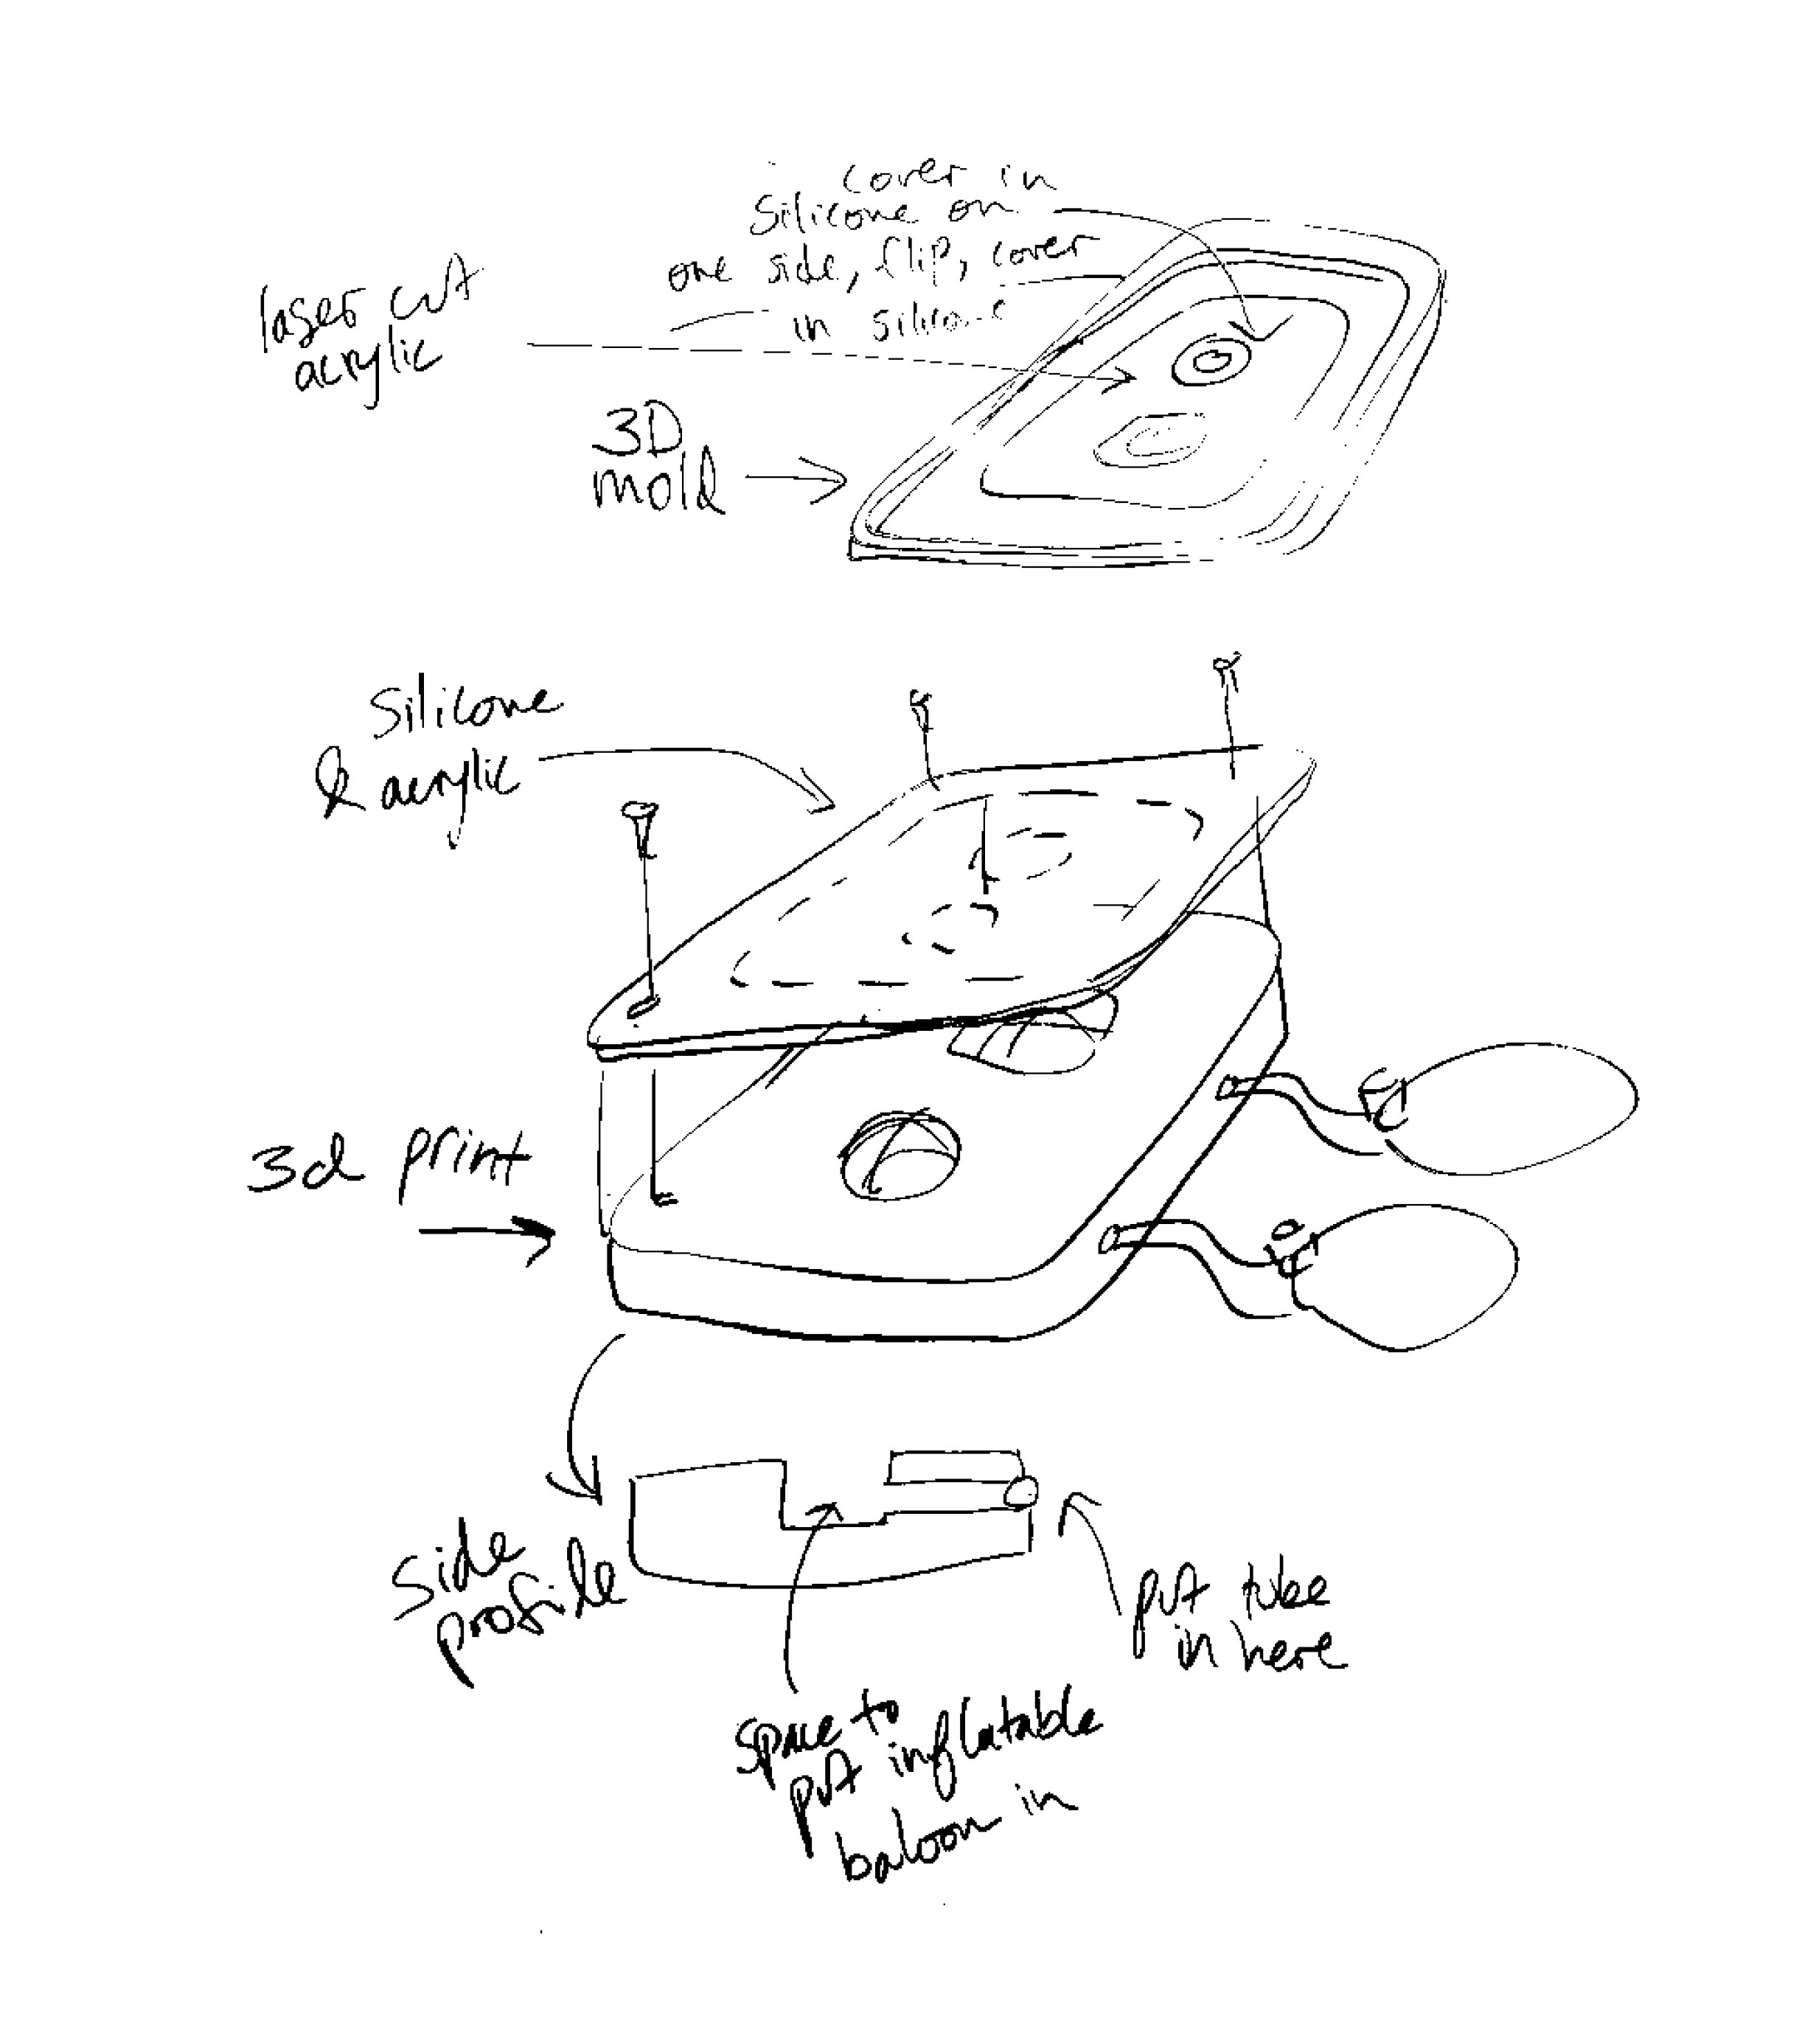 cover in
silicone on
one side, flip, cover
in silicone
laser cut
acrylic
3D
mold
silicone
& acrylic
3d print
side
profile
put tube
in here
space to
put inflatable
baloon in